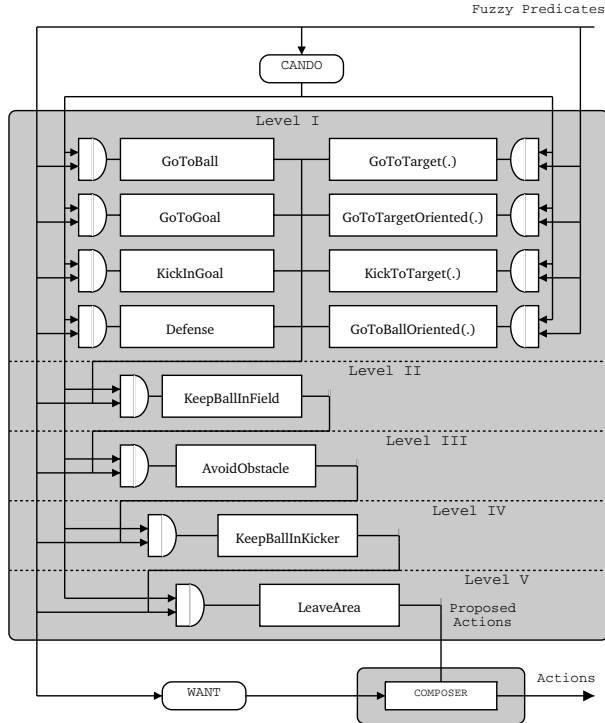 Fuzzy Predicates
CANDO
Level I
GoToBall
GoToTarget(.)
GoToGoal
GoToTargetOriented(.)
KickInGoal
KickToTarget(.)
Defense
GoToBallOriented(.)
Level II
KeepBallInField
Level III
AvoidObstacle
Level IV
KeepBallInKicker
Level V
LeaveArea
Proposed
Actions
WANT
COMPOSER
Actions